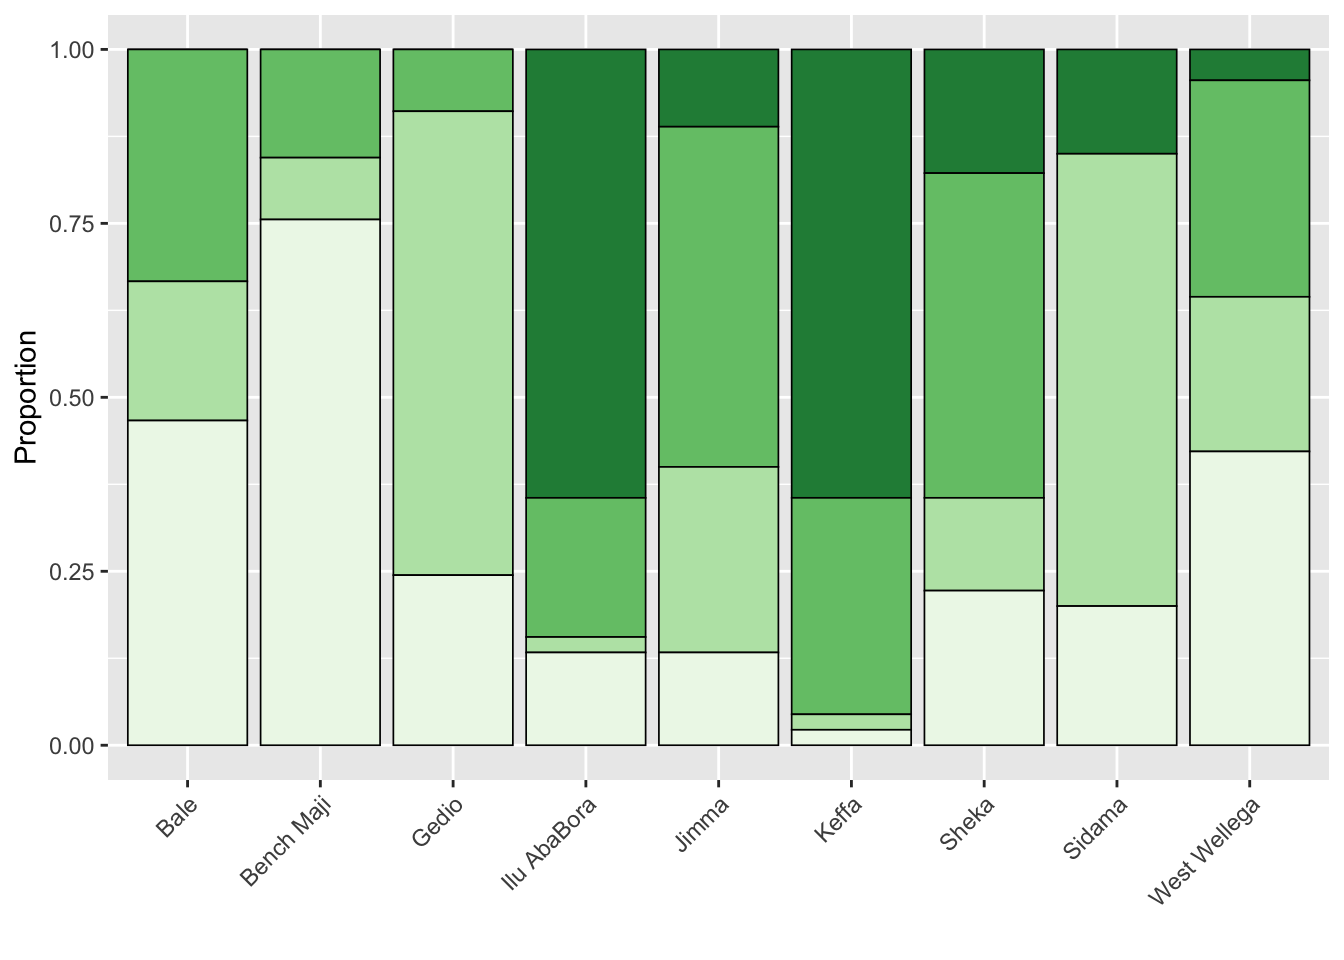 Proportion
1.00
0.75
0.50
0.25
0.00
Bale
Bench Maji
Gedio
Ilu AbaBora
Jimma
Keffa
Sheka
Sidama
West Wellega